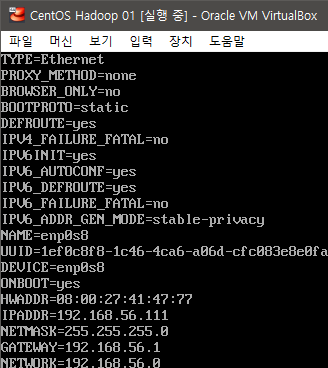 CentOS Hadoop 01 [실행 중] - Oracle VM VirtualBox
파일 머신 보기 입력 장치 도움말
TYPE=Ethernet
PROXY_METHOD=none
BROWSER_ONLY=no
BOOTPROTO=static
DEFROUTE=yes
IPV4_FAILURE_FATAL=no
IPV6INIT=yes
IPV6_AUTOCONF=yes
IPV6_DEFROUTE=yes
IPV6_FAILURE_FATAL=no
IPV6_ADDR_GEN_MODE=stable-privacy
NAME=enp0s8
UUID=1ef0c8f8-1c46-4ca6-a06d-cfc083e8e0fa
DEVICE=enp0s8
ONBOOT=yes
HWADDR=08:00:27:41:47:77
IPADDR=192.168.56.111
NETMASK=255.255.255.0
GATEWAY=192.168.56.1
NETWORK=192.168.56.0